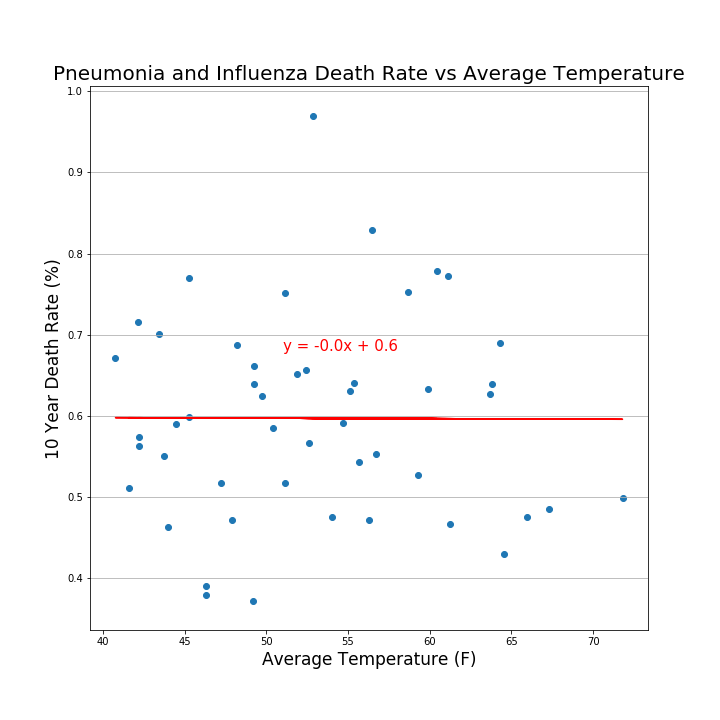 Pneumonia and Influenza Death Rate vs Average Temperature
1.0
0.9
0.8
0.7
0.6
0.5
0.4
10 Year Death Rate (%)
y = -0.0x + 0.6
40 45 50 55 60 65 70
Average Temperature (F)